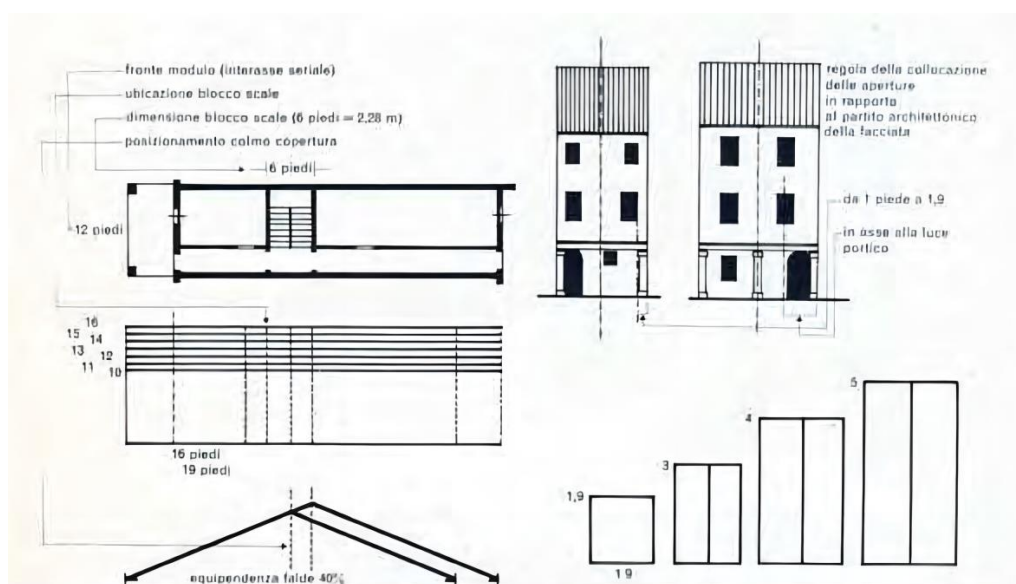 fronte modulo (interasse seriale)
ubicazione blocco scale
dimensione blocco scale (6 piedi = 2,28 m)
posizionamento colmo copertura
6 piedi
12 piedi
16
15
14
13
12
11
10
16 piedi
19 piedi
equipendenza falde 40%
regola della collocazione
delle aperture
in rapporto
al partito architettonico
della facciata
da 1 piede a 1,9
in asse alla luce
portico
1,9
19
3
4
5